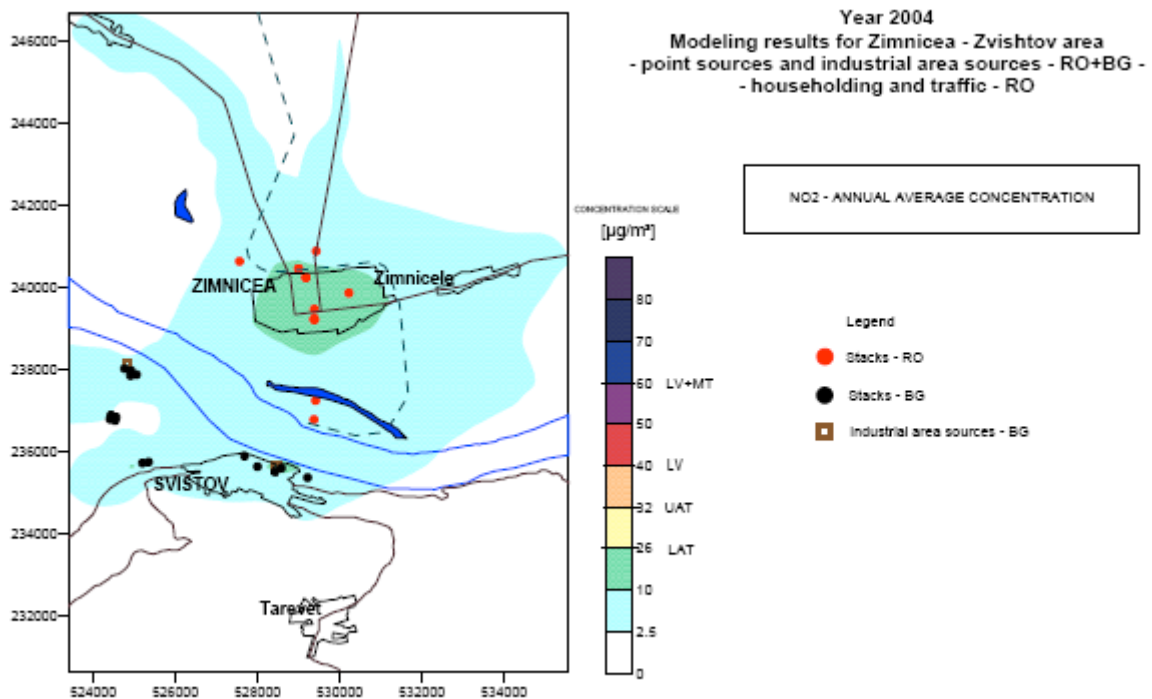 Year 2004
Modeling results for Zimnicea - Zvishtov area
- point sources and industrial area sources - RO+BG -
- householding and traffic - RO
NO2 - ANNUAL AVERAGE CONCENTRATION
CONCENTRATION SCALE
[µg/m³]
80
70
60 LV+MT
50
40 LV
32 UAT
26 LAT
10
2.5
0
Legend
Stacks - RO
Stacks - BG
Industrial area sources - BG
246000
244000
242000
240000
238000
236000
234000
232000
ZIMNICEA
Zimnicele
SVISTOV
Tarevet
524000 526000 528000 530000 532000 534000